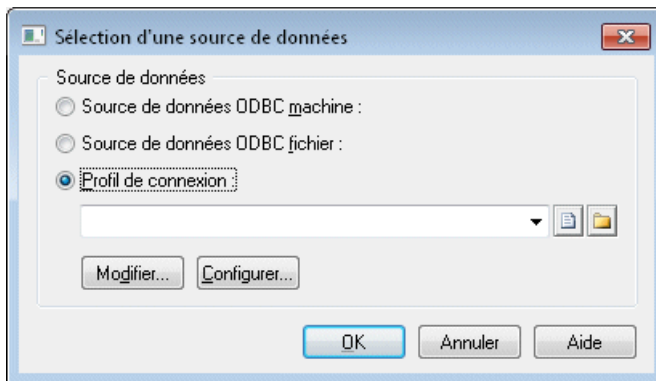 Sélection d'une source de données
Source de données
Source de données ODBC machine :
Source de données ODBC fichier :
Profil de connexion :
Modifier... Configurer...
OK Annuler Aide